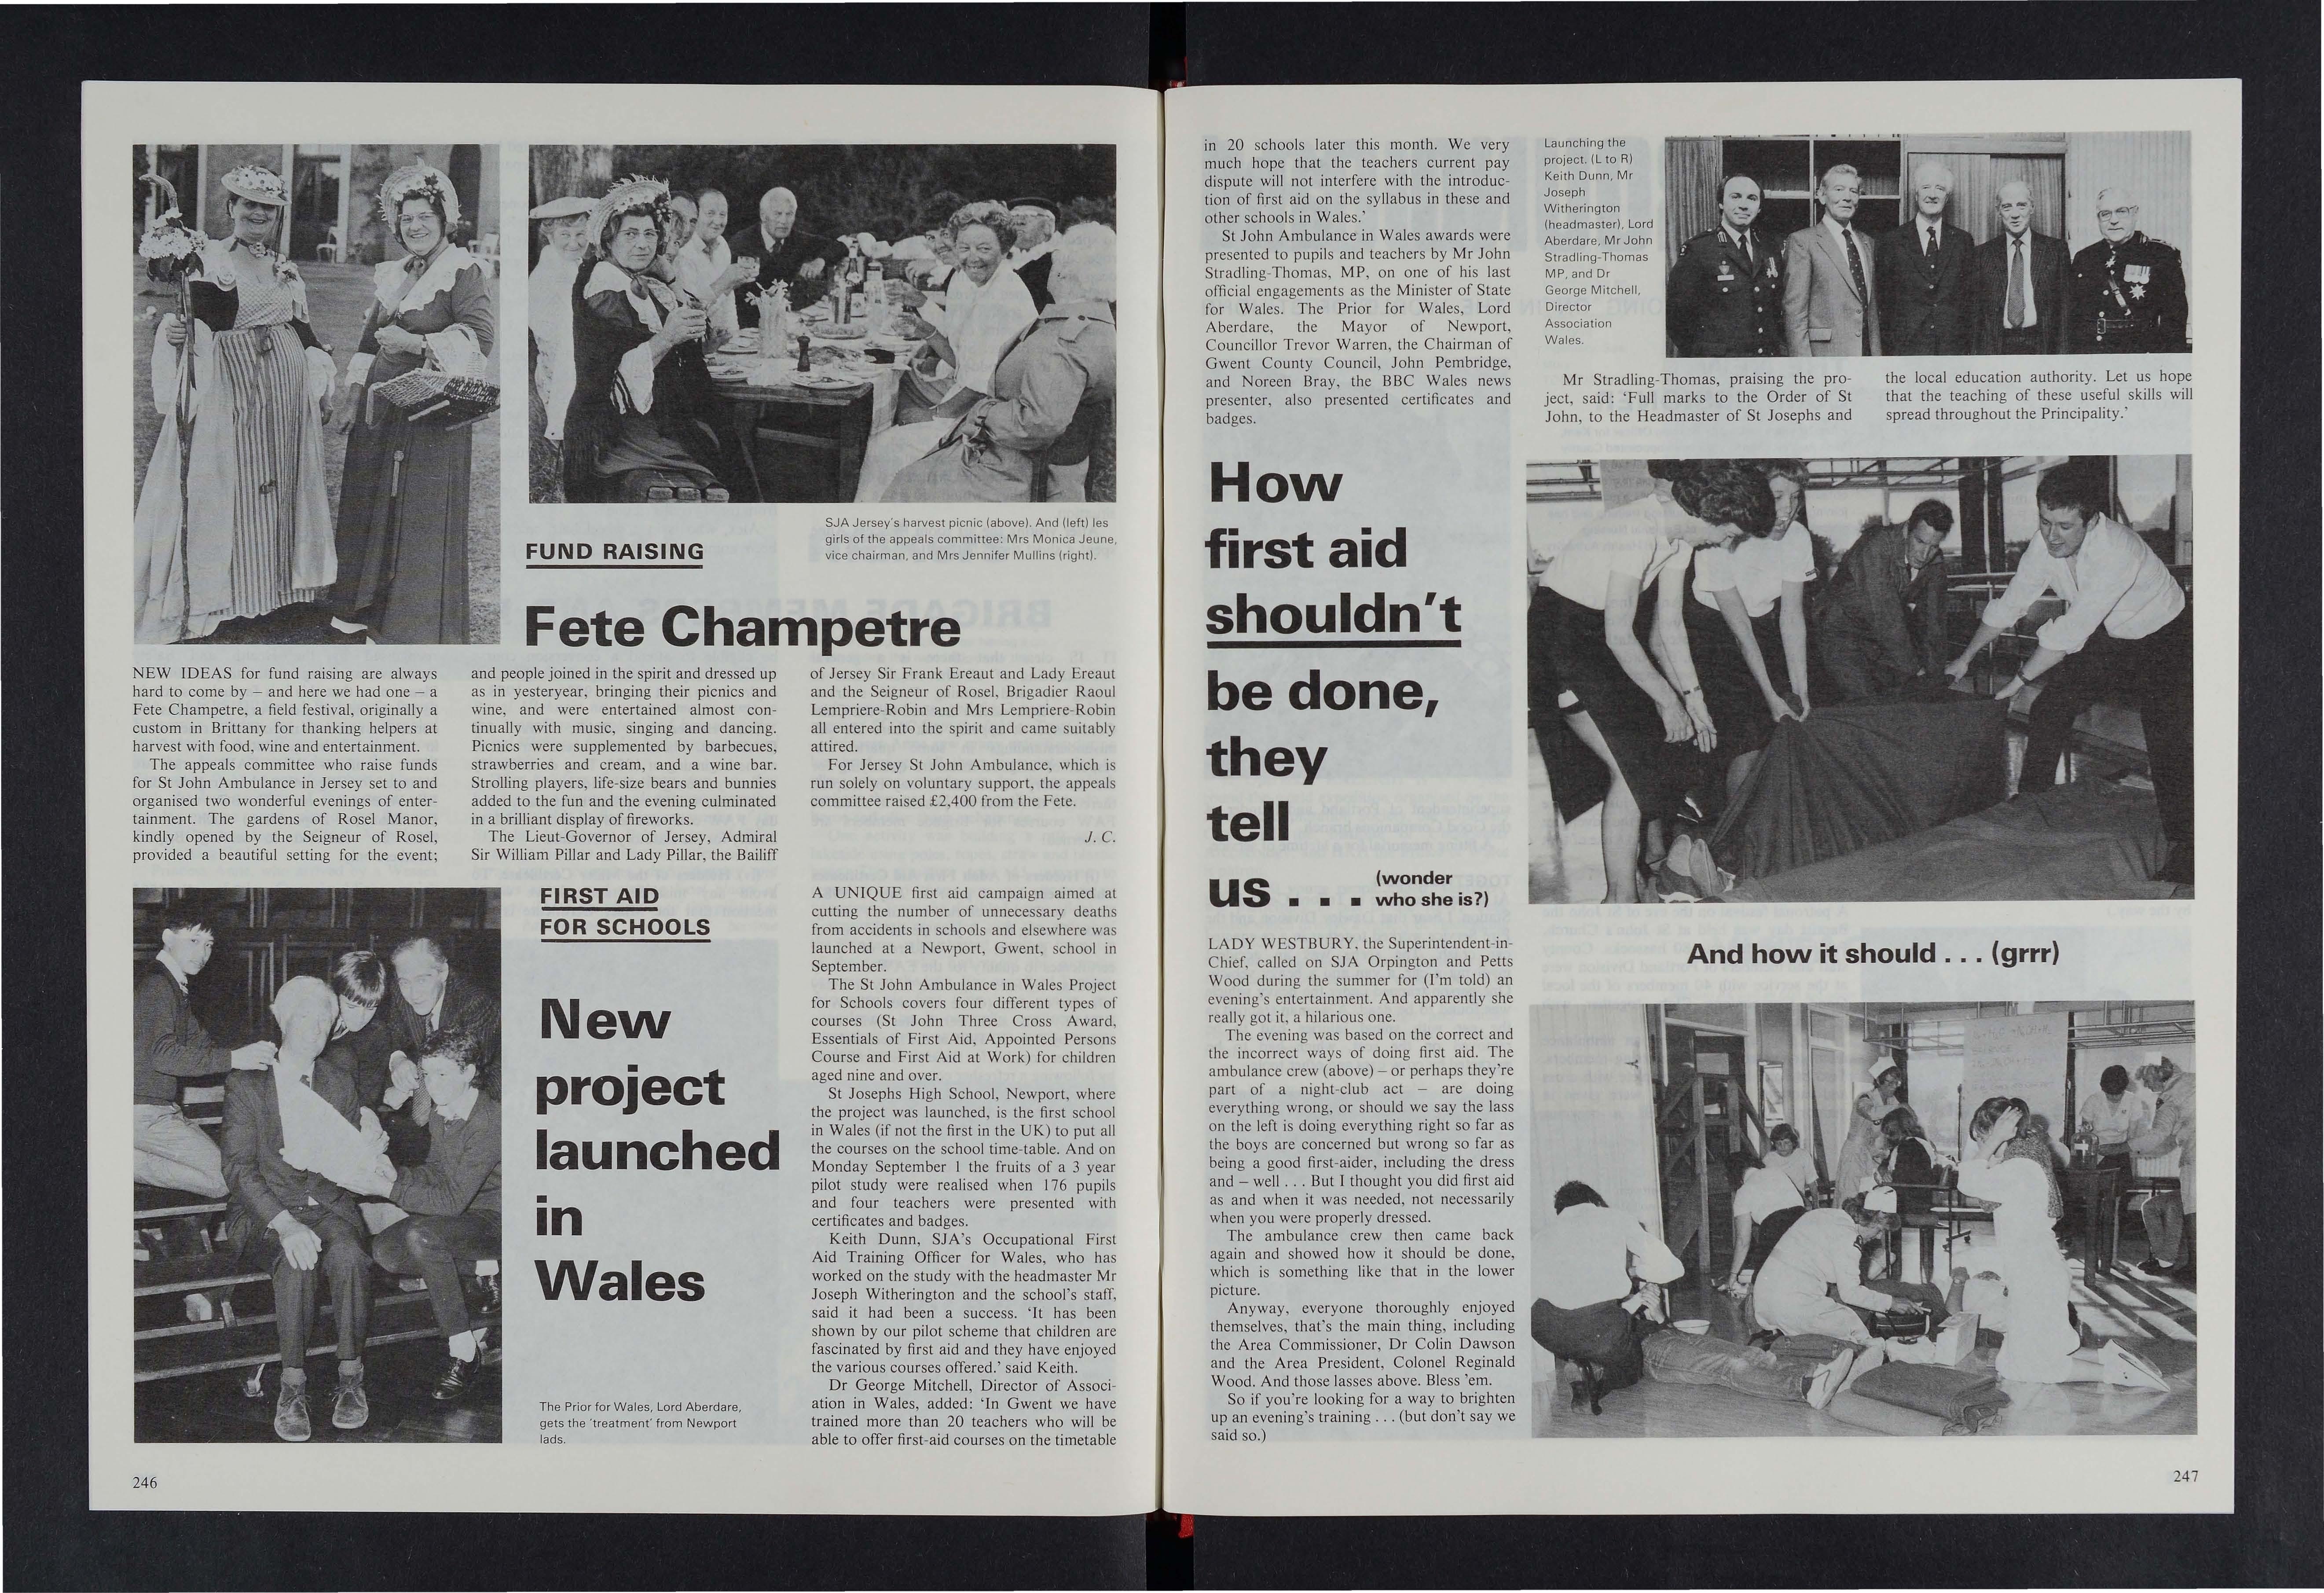 SJA Jersey's harvest picnic (above). And (left) les
girls of the appeals committee: Mrs Monica Jeune,
vice chairman, and Mrs Jennifer Mullins (right).
FUND RAISING
Fete Champetre
NEW IDEAS for fund raising are always
hard to come by – and here we had one – a
Fete Champetre, a field festival, originally a
custom in Brittany for thanking helpers at
harvest with food, wine and entertainment.
The appeals committee who raise funds
for St John Ambulance in Jersey set to and
organised two wonderful evenings of enter-
tainment. The gardens of Rosel Manor,
kindly opened by the Seigneur of Rosel,
provided a beautiful setting for the event;
and people joined in the spirit and dressed up
as in yesteryear, bringing their picnics and
wine, and were entertained almost con-
tinually with music, singing and dancing.
Picnics were supplemented by barbecues,
strawberries and cream, and a wine bar.
Strolling players, life-size bears and bunnies
added to the fun and the evening culminated
in a brilliant display of fireworks.
The Lieut-Governor of Jersey, Admiral
Sir William Pillar and Lady Pillar, the Bailiff
of Jersey Sir Frank Ereaut and Lady Ereaut
and the Seigneur of Rosel, Brigadier Raoul
Lempriere-Robin and Mrs Lempriere-Robin
all entered into the spirit and came suitably
attired.
For Jersey St John Ambulance, which is
run solely on voluntary support, the appeals
committee raised £2,400 from the Fete.
J. C.
FIRST AID
FOR SCHOOLS
New
project
launched
in
Wales
The Prior for Wales, Lord Aberdare,
gets the 'treatment' from Newport
lads.
A UNIQUE first aid campaign aimed at
cutting the number of unnecessary deaths
from accidents in schools and elsewhere was
launched at a Newport, Gwent, school in
September.
The St John Ambulance in Wales Project
for Schools covers four different types of
courses (St John Three Cross Award,
Essentials of First Aid, Appointed Persons
Course and First Aid at Work) for children
aged nine and over.
St Josephs High School, Newport, where
the project was launched, is the first school
in Wales (if not the first in the UK) to put all
the courses on the school time-table. And on
Monday September 1 the fruits of a 3 year
pilot study were realised when 176 pupils
and four teachers were presented with
certificates and badges.
Keith Dunn, SJA's Occupational First
Aid Training Officer for Wales, who has
worked on the study with the headmaster Mr
Joseph Witherington and the school's staff,
said it had been a success. 'It has been
shown by our pilot scheme that children are
fascinated by first aid and they have enjoyed
the various courses offered.' said Keith.
Dr George Mitchell, Director of Associ-
ation in Wales, added: 'In Gwent we have
trained more than 20 teachers who will be
able to offer first-aid courses on the timetable
246
in 20 schools later this month. We very
much hope that the teachers current pay
dispute will not interfere with the introduc-
tion of first aid on the syllabus in these and
other schools in Wales.'
St John Ambulance in Wales awards were
presented to pupils and teachers by Mr John
Stradling-Thomas, MP, on one of his last
official engagements as the Minister of State
for Wales. The Prior for Wales, Lord
Aberdare, the Mayor of Newport,
Councillor Trevor Warren, the Chairman of
Gwent County Council, John Pembridge,
and Noreen Bray, the BBC Wales news
presenter, also presented certificates and
badges.
Launching the
project. (L to R)
Keith Dunn, Mr
Joseph
Witherington
(headmaster), Lord
Aberdare, Mr John
Stradling-Thomas
MP, and Dr
George Mitchell,
Director
Association
Wales.
Mr Stradling-Thomas, praising the pro-
ject, said: 'Full marks to the Order of St
John, to the Headmaster of St Josephs and
the local education authority. Let us hope
that the teaching of these useful skills will
spread throughout the Principality.'
How
first aid
shouldn't
be done,
they
tell
us . . . (wonder
who she is?)
LADY WESTBURY, the Superintendent-in-
Chief, called on SJA Orpington and Petts
Wood during the summer for (I'm told) an
evening's entertainment. And apparently she
really got it, a hilarious one.
The evening was based on the correct and
the incorrect ways of doing first aid. The
ambulance crew (above) – or perhaps they're
part of a night-club act – are doing
everything wrong, or should we say the lass
on the left is doing everything right so far as
the boys are concerned but wrong so far as
being a good first-aider, including the dress
and – well . . . But I thought you did first aid
as and when it was needed, not necessarily
when you were properly dressed.
The ambulance crew then came back
again and showed how it should be done,
which is something like that in the lower
picture.
Anyway, everyone thoroughly enjoyed
themselves, that's the main thing, including
the Area Commissioner, Dr Colin Dawson
and the Area President, Colonel Reginald
Wood. And those lasses above. Bless 'em.
So if you're looking for a way to brighten
up an evening's training . . . (but don't say we
said so.)
And how it should . . . (grrr)
247